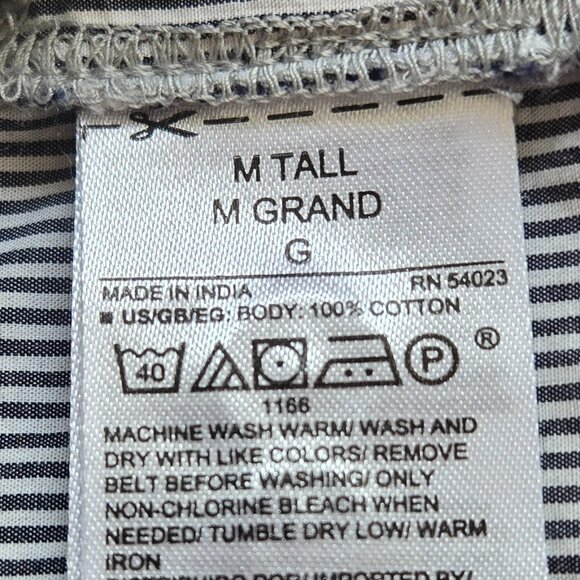 M TALL
M GRAND
G
RN 54023
MADE IN INDIA
US/GB/EG: BODY: 100% COTTON
40 P ®
1166
MACHINE WASH WARM/ WASH AND
DRY WITH LIKE COLORS/ REMOVE
BELT BEFORE WASHING/ ONLY
NON-CHLORINE BLEACH WHEN
NEEDED/ TUMBLE DRY LOW/ WARM
IRON